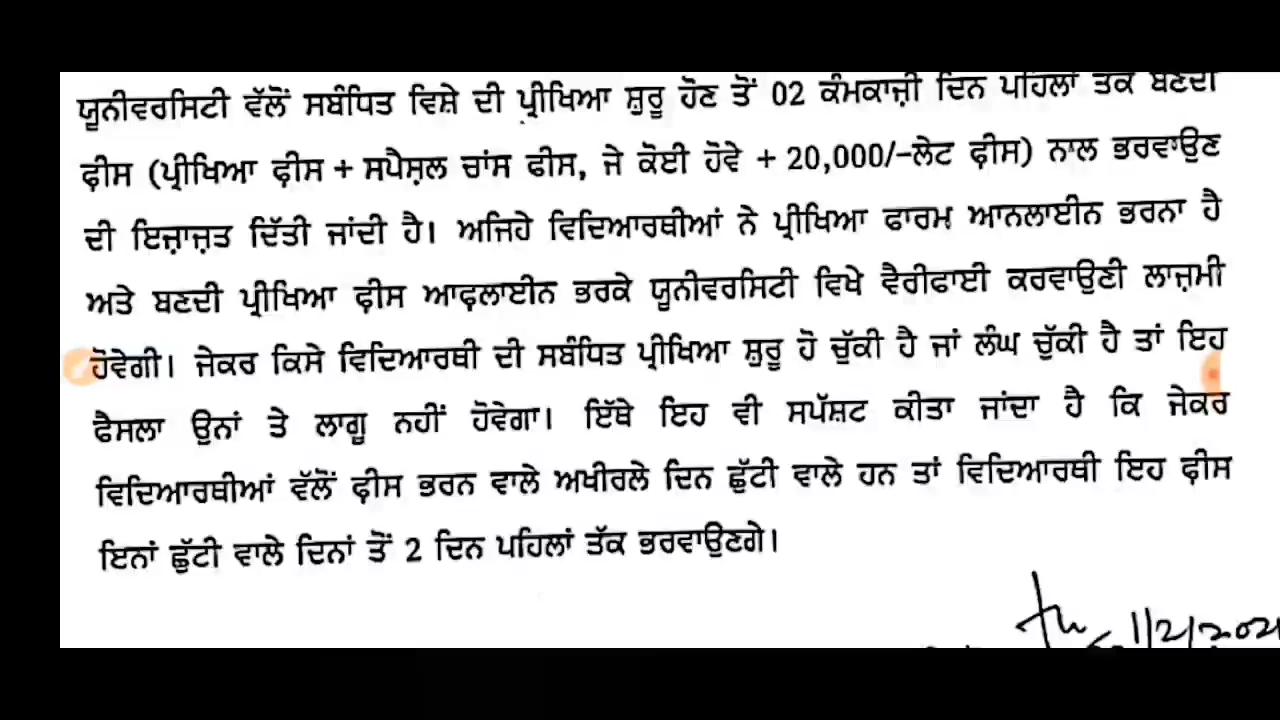 ਯੂਨੀਵਰਸਿਟੀ ਵੱਲੋਂ ਸਬੰਧਿਤ ਵਿਸ਼ੇ ਦੀ ਪ੍ਰੀਖਿਆ ਸ਼ੁਰੂ ਹੋਣ ਤੋਂ 02 ਕੰਮਕਾਜ਼ੀ ਦਿਨ ਪਹਿਲਾਂ ਤੱਕ ਬਣਦੀ
ਫ਼ੀਸ (ਪ੍ਰੀਖਿਆ ਫ਼ੀਸ + ਸਪੈਸ਼ਲ ਚਾਂਸ ਫੀਸ, ਜੇ ਕੋਈ ਹੋਵੇ + 20,000/-ਲੇਟ ਫ਼ੀਸ) ਨਾਲ ਭਰਵਾਉਣ
ਦੀ ਇਜ਼ਾਜ਼ਤ ਦਿੱਤੀ ਜਾਂਦੀ ਹੈ। ਅਜਿਹੇ ਵਿਦਿਆਰਥੀਆਂ ਨੇ ਪ੍ਰੀਖਿਆ ਫਾਰਮ ਆਨਲਾਈਨ ਭਰਨਾ ਹੈ
ਅਤੇ ਬਣਦੀ ਪ੍ਰੀਖਿਆ ਫ਼ੀਸ ਆਫ਼ਲਾਈਨ ਭਰਕੇ ਯੂਨੀਵਰਸਿਟੀ ਵਿਖੇ ਵੈਰੀਫਾਈ ਕਰਵਾਉਣੀ ਲਾਜ਼ਮੀ
ਹੋਵੇਗੀ। ਜੇਕਰ ਕਿਸੇ ਵਿਦਿਆਰਥੀ ਦੀ ਸਬੰਧਿਤ ਪ੍ਰੀਖਿਆ ਸ਼ੁਰੂ ਹੋ ਚੁੱਕੀ ਹੈ ਜਾਂ ਲੰਘ ਚੁੱਕੀ ਹੈ ਤਾਂ ਇਹ
ਫੈਸਲਾ ਉਨਾਂ ਤੇ ਲਾਗੂ ਨਹੀਂ ਹੋਵੇਗਾ। ਇੱਥੇ ਇਹ ਵੀ ਸਪੱਸ਼ਟ ਕੀਤਾ ਜਾਂਦਾ ਹੈ ਕਿ ਜੇਕਰ
ਵਿਦਿਆਰਥੀਆਂ ਵੱਲੋਂ ਫ਼ੀਸ ਭਰਨ ਵਾਲੇ ਅਖੀਰਲੇ ਦਿਨ ਛੁੱਟੀ ਵਾਲੇ ਹਨ ਤਾਂ ਵਿਦਿਆਰਥੀ ਇਹ ਫ਼ੀਸ
ਇਨਾਂ ਛੁੱਟੀ ਵਾਲੇ ਦਿਨਾਂ ਤੋਂ 2 ਦਿਨ ਪਹਿਲਾਂ ਤੱਕ ਭਰਵਾਉਣਗੇ।